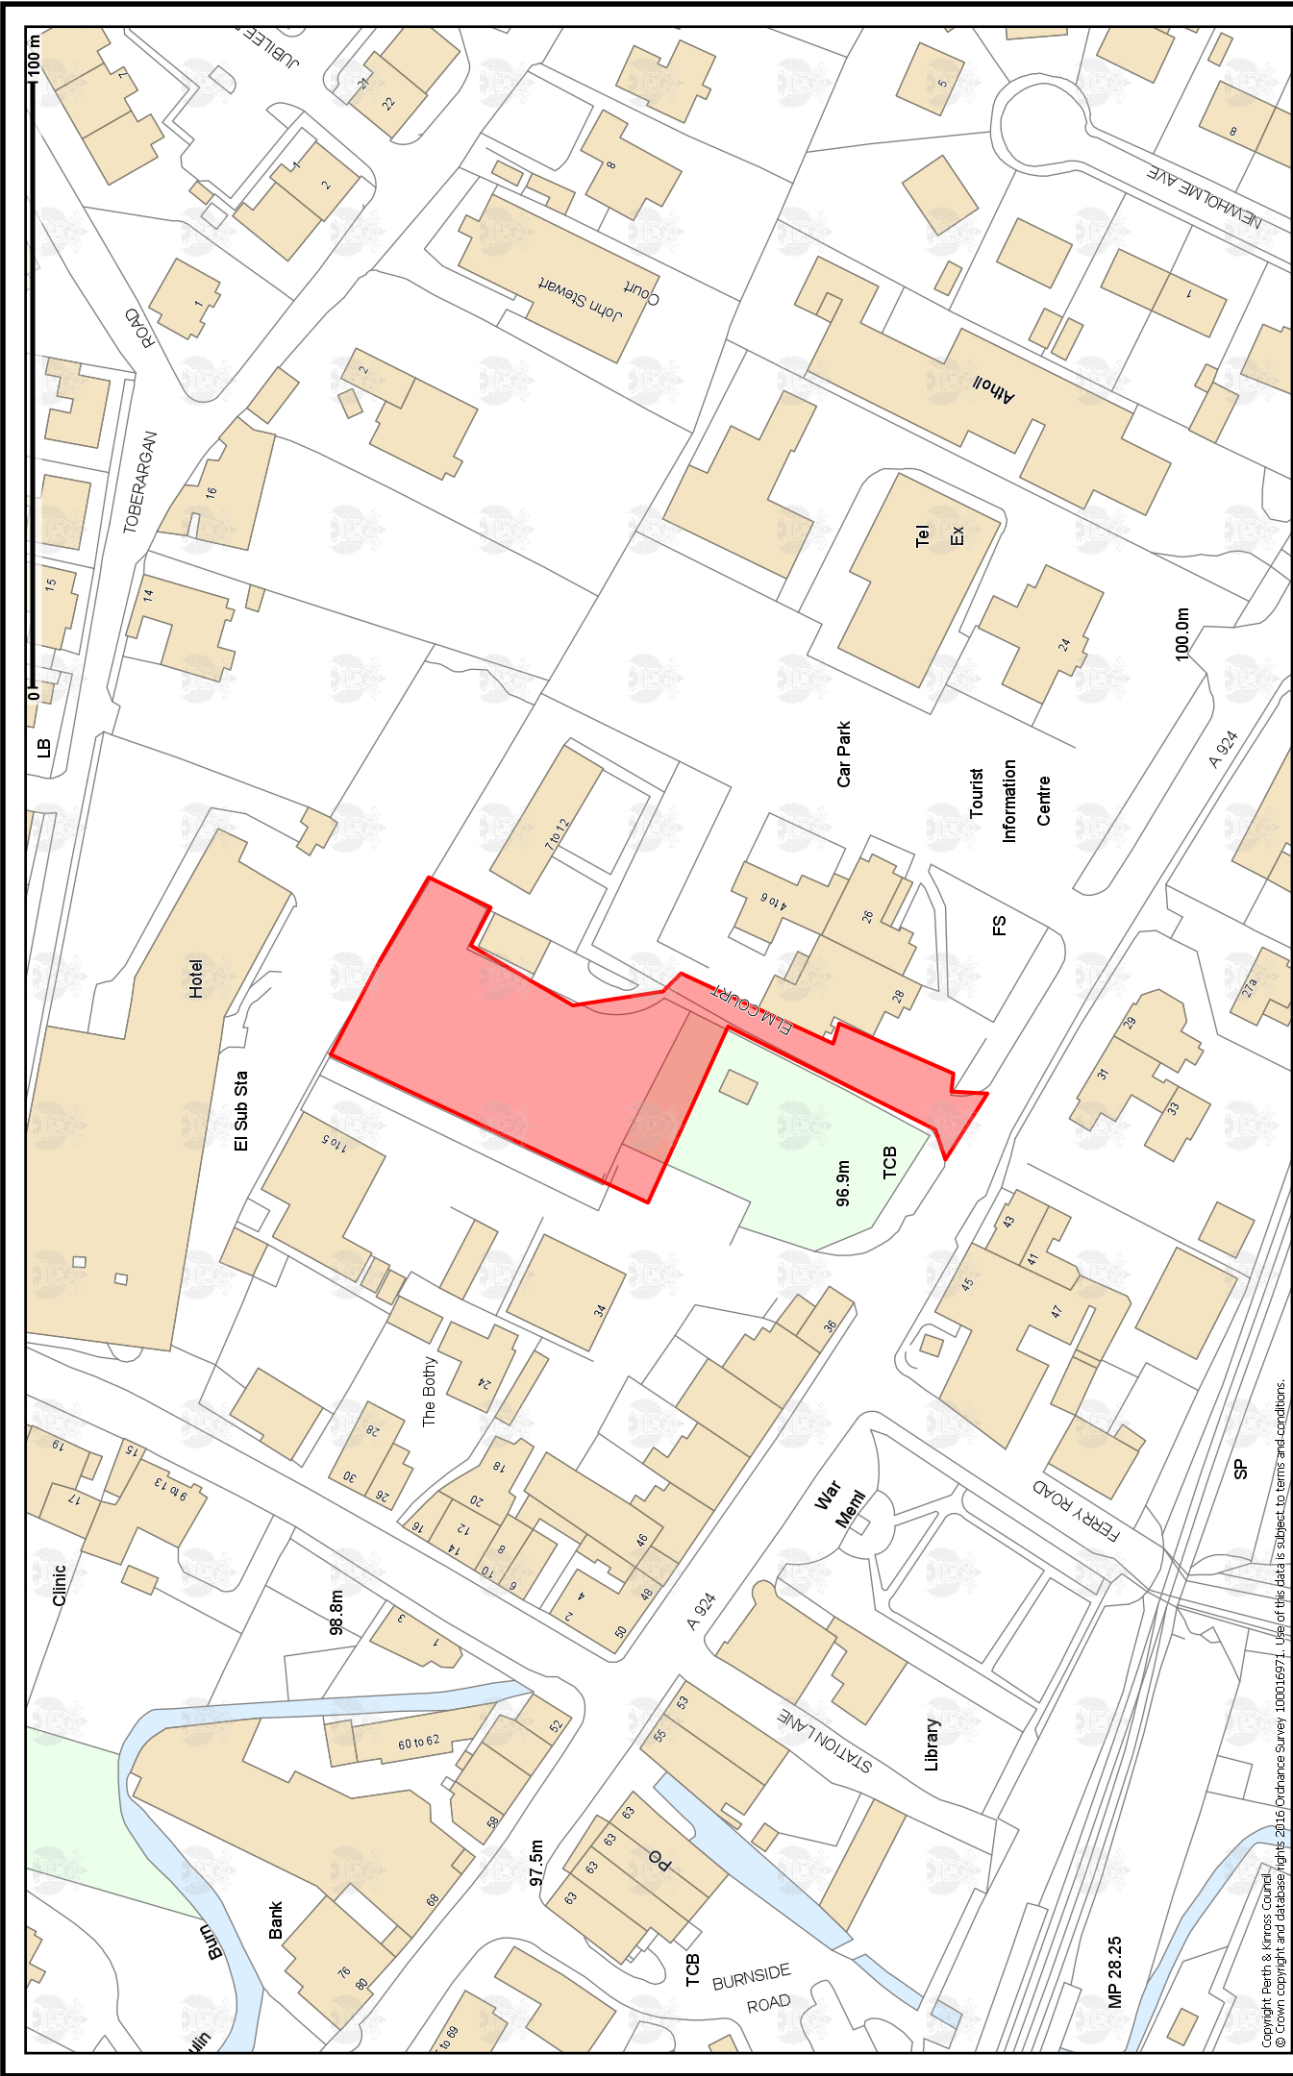 100 m
0
JUBILEE
7
21
22
1
2
8
5
8
NEWHOLME AVE
John Stewart
Court
ROAD
1
2
TOBERARGAN
16
15
14
LB
Atholl
1
Tel
Ex
24
100.0m
A 924
Car Park
Tourist
Information
Centre
7 to 12
4 to 6
26
28
FS
ELM COURT
Hotel
El Sub Sta
1 to 5
27a
29
31
33
96.9m
TCB
43
41
45
47
34
36
The Bothy
24
28
30
26
18
20
16
12
14
8
10
6
4
2
46
48
50
19
17
15
9 to 13
Clinic
98.8m
3
1
War
Meml
FERRY ROAD
SP
A 924
53
55
STATION LANE
Library
60 to 62
52
58
97.5m
63
63
63
63
PO
68
76
80
Bank
Burn
ulin
to 69
TCB
BURNSIDE
ROAD
MP 28.25
Copyright Perth & Kinross Council.
© Crown copyright and database rights 2016 Ordnance Survey 100016971. Use of this data is subject to terms and conditions.